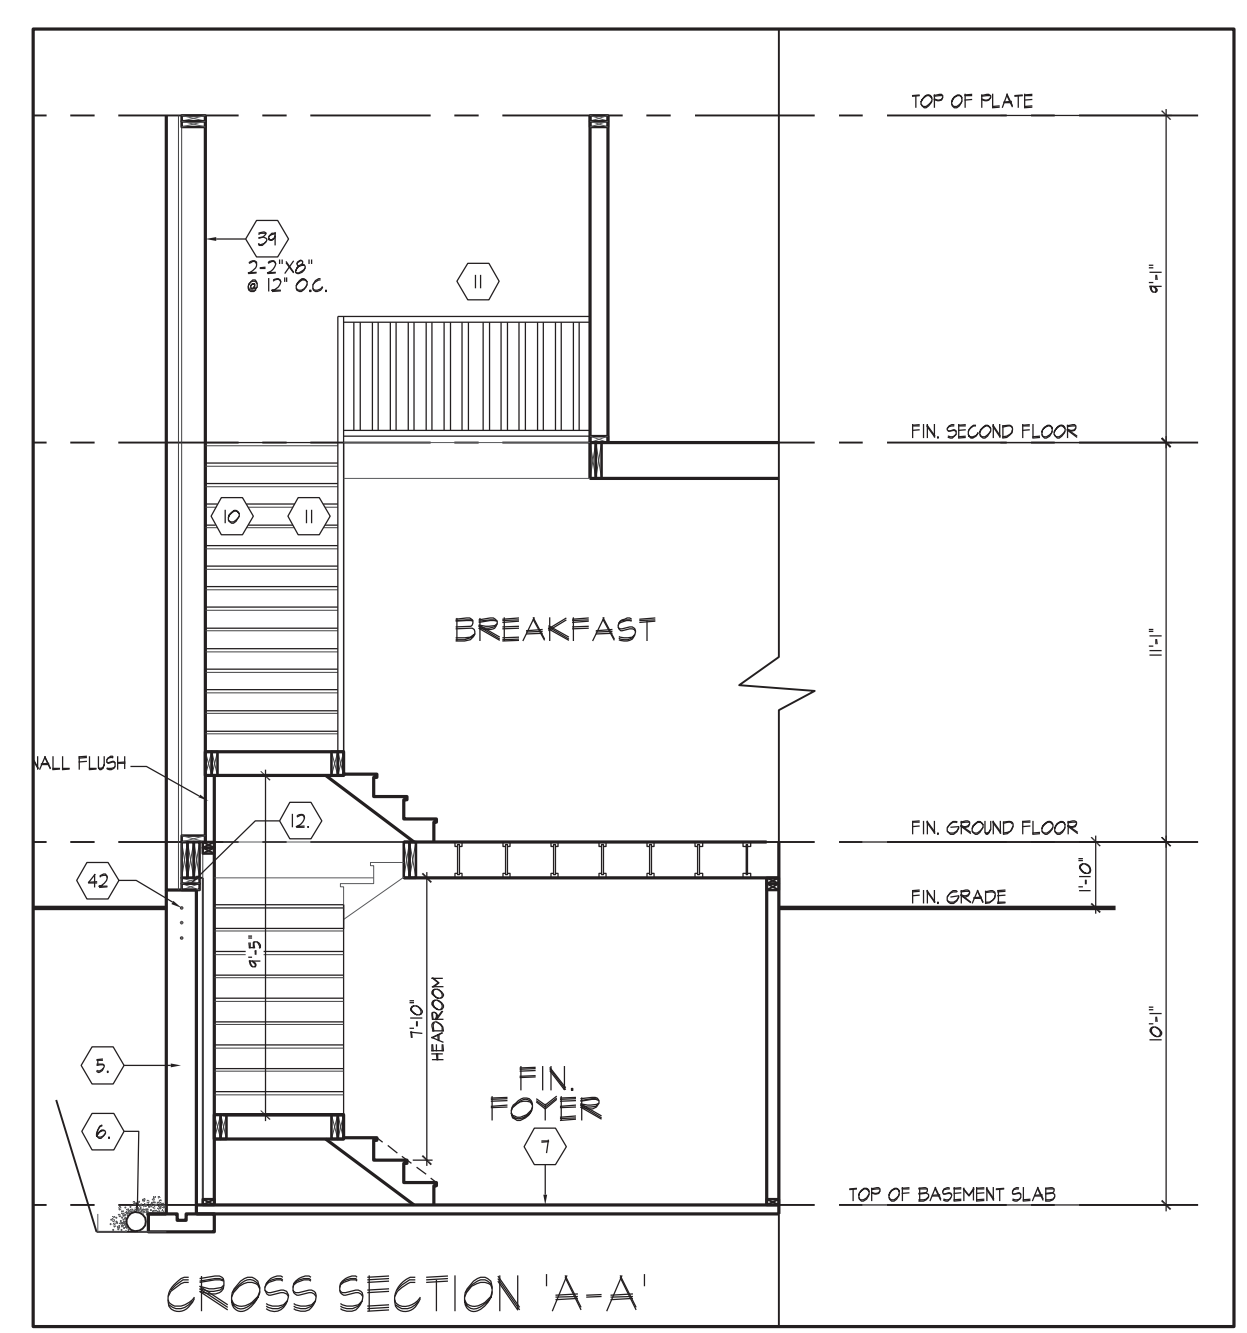 TOP OF PLATE
39
2-2"X8"
@ 12" O.C.
11
9'-1"
FIN. SECOND FLOOR
10
11
BREAKFAST
11'-1"
WALL FLUSH
12.
FIN. GROUND FLOOR
42
1'-10"
FIN. GRADE
9'-5"
7'-10"
HEADROOM
10'-1"
5.
FIN.
FOYER
6.
7
TOP OF BASEMENT SLAB
CROSS SECTION 'A-A'